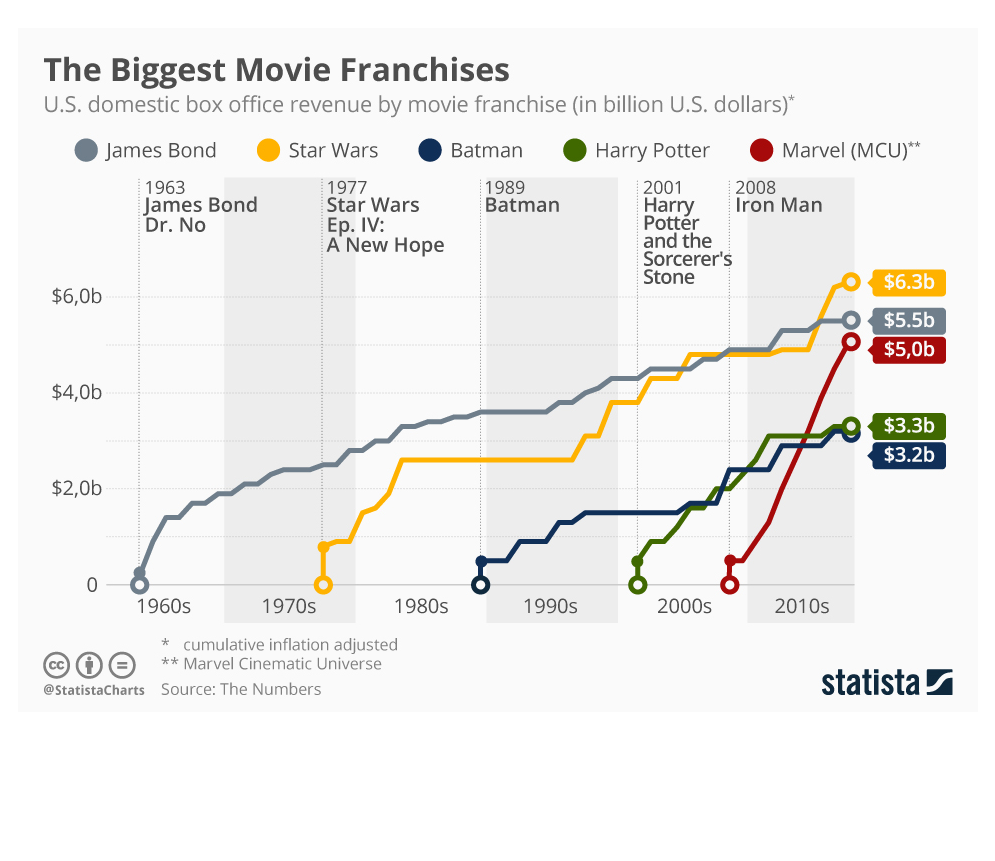 The Biggest Movie Franchises
U.S. domestic box office revenue by movie franchise (in billion U.S. dollars)*
James Bond Star Wars Batman Harry Potter Marvel (MCU)**
1963
James Bond
Dr. No
1977
Star Wars
Ep. IV:
A New Hope
1989
Batman
2001
Harry
Potter
and the
Sorcerer's
Stone
2008
Iron Man
$6,0b
$4,0b
$2,0b
0
$6.3b
$5.5b
$5,0b
$3.3b
$3.2b
1960s 1970s 1980s 1990s 2000s 2010s
* cumulative inflation adjusted
** Marvel Cinematic Universe
Source: The Numbers
cc
@StatistaCharts
statista